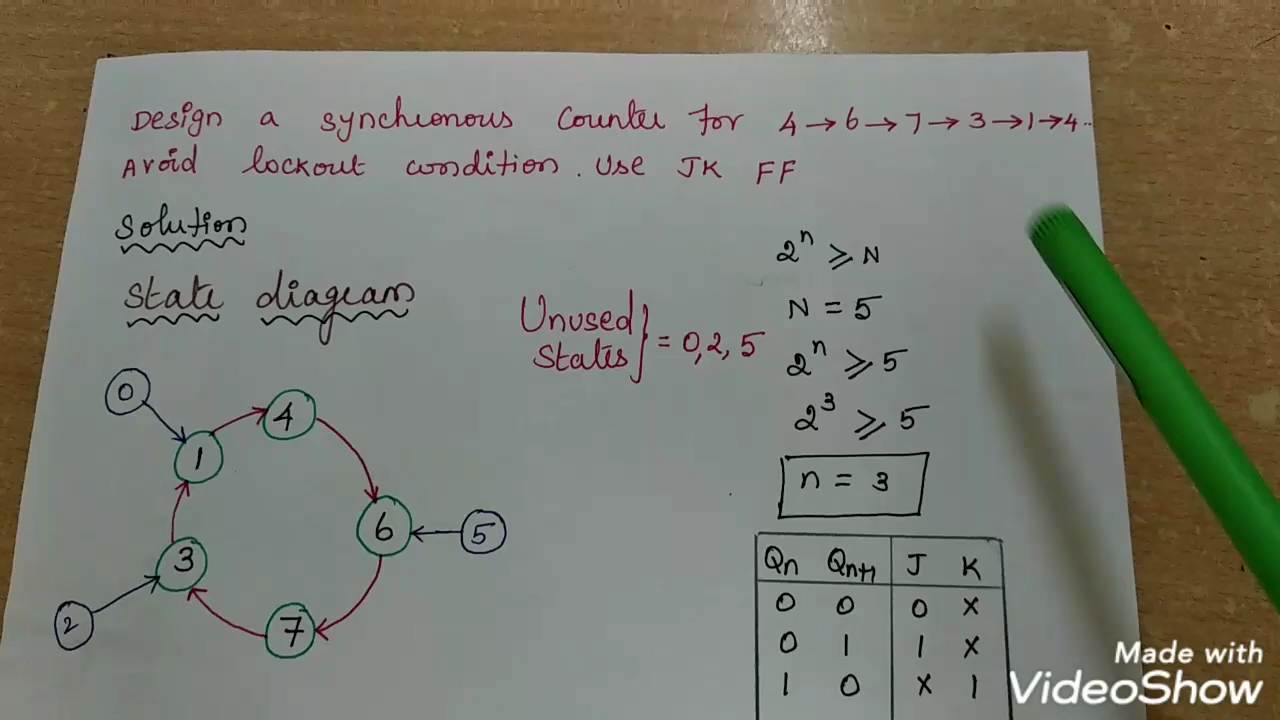 Design a synchronous counter for 4→6→7→3→1→4..
Avoid lockout condition. Use JK FF
Solution
State diagram
Unused
States } = 0,2,5
2ⁿ ⩾ N
N = 5
2ⁿ ⩾ 5
2³ ⩾ 5
n = 3
0
4
1
6
5
3
2
7
Qn Qn+1 J K
0 0 0 X
0 1 1 X
1 0 X 1
Made with
VideoShow